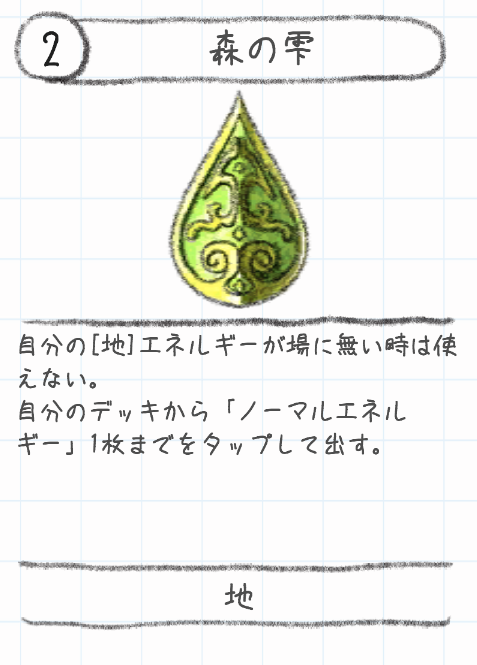 2
森の雫
自分の[地]エネルギーが場に無い時は使
えない。
自分のデッキから「ノーマルエネル
ギー」1枚までをタップして出す。
地